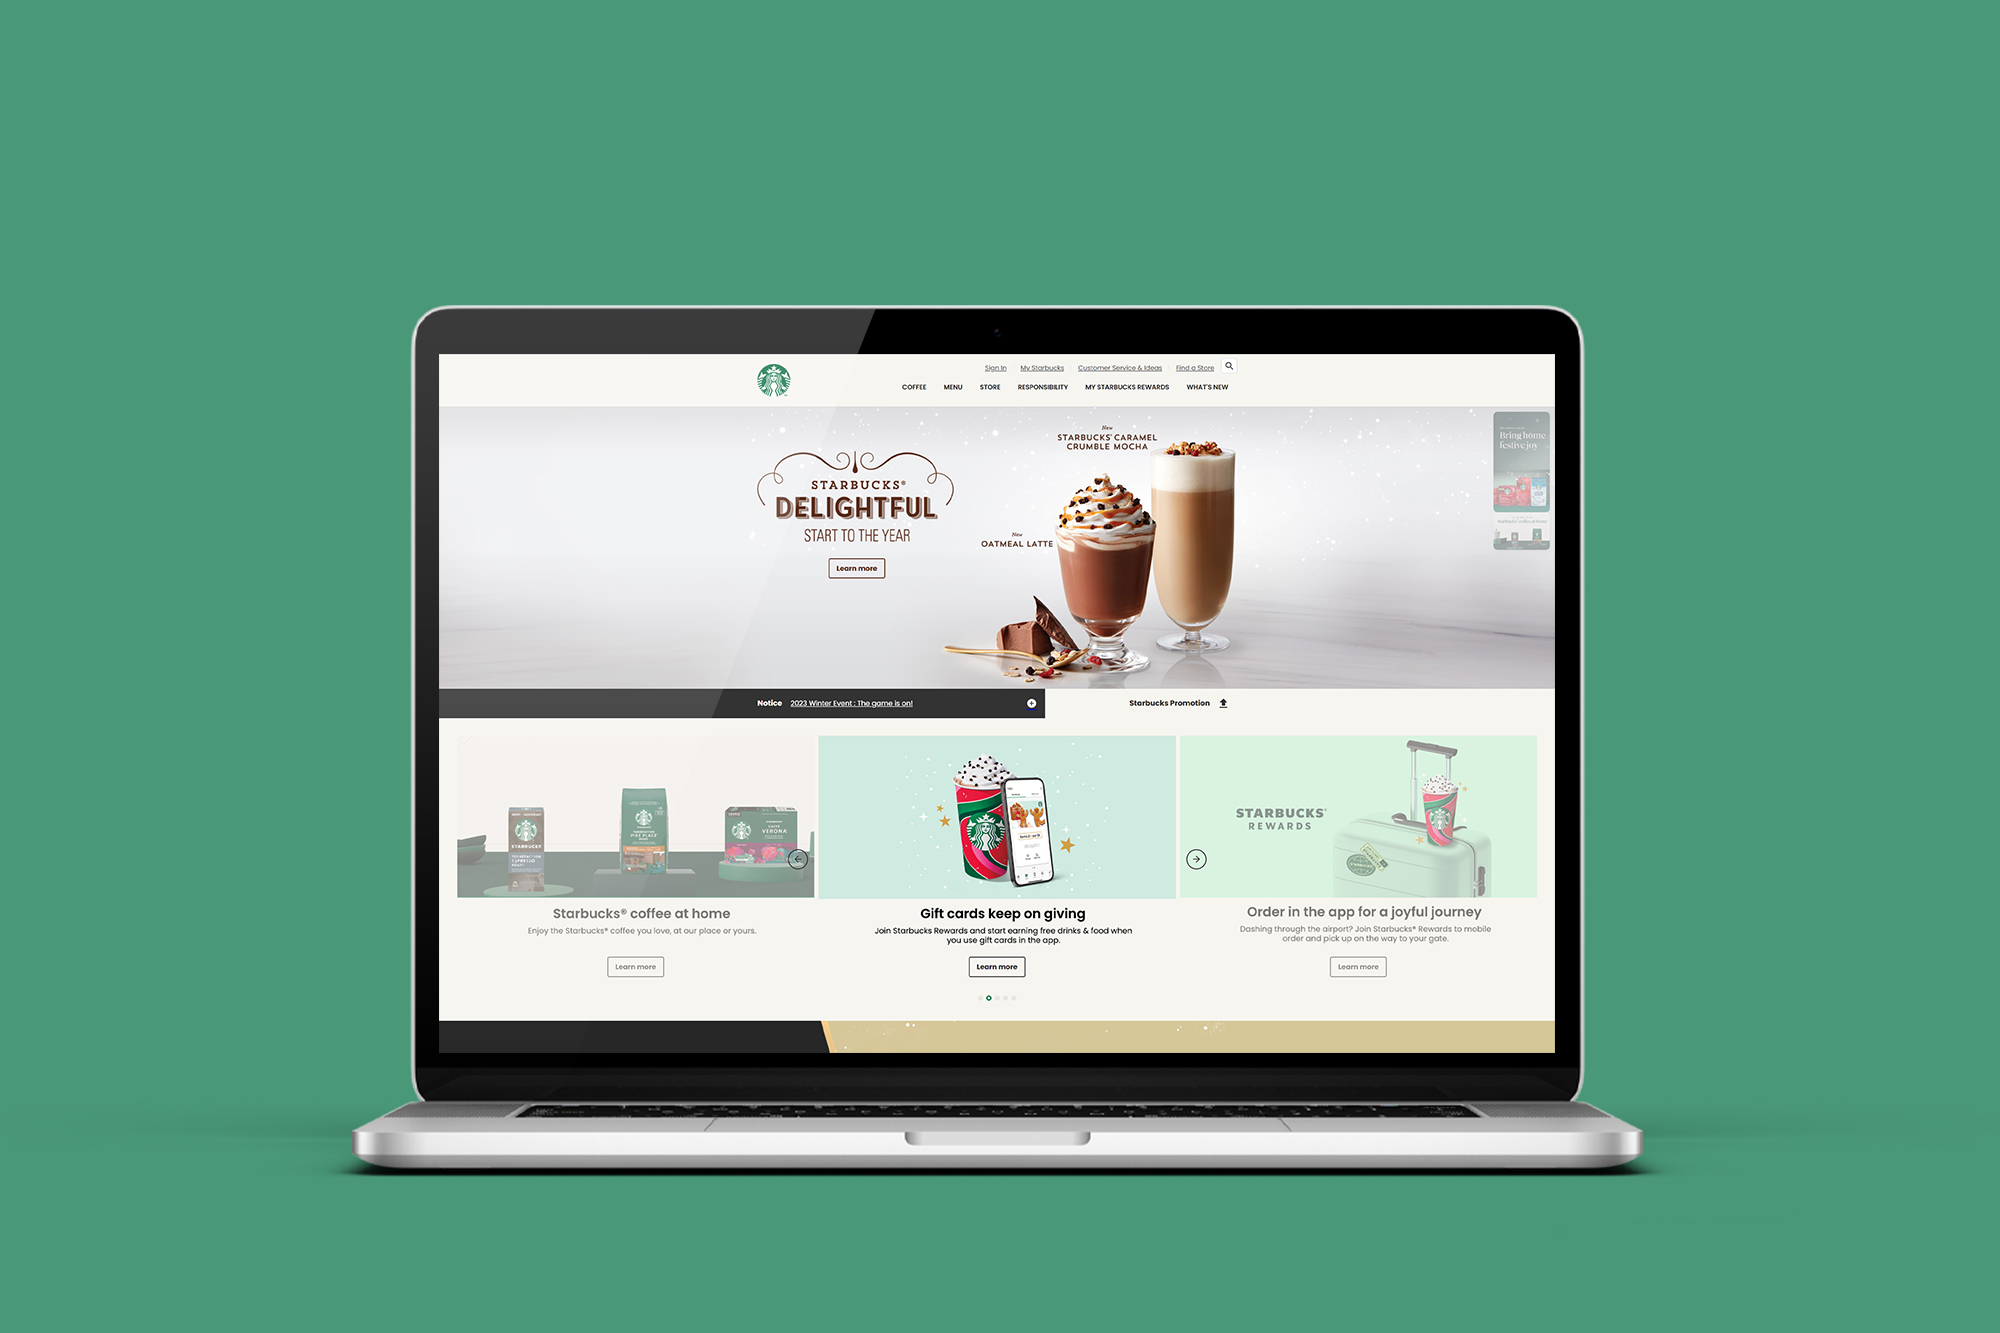 Sign In My Starbucks Customer Service & Ideas Find a Store
COFFEE MENU STORE RESPONSIBILITY MY STARBUCKS REWARDS WHAT'S NEW
STARBUCKS®
DELIGHTFUL
START TO THE YEAR
Learn more
New
STARBUCKS® CARAMEL
CRUMBLE MOCHA
New
OATMEAL LATTE
Bring home
festive joy
Notice 2023 Winter Event : The game is on!
Starbucks Promotion
STARBUCKS
PIKE PLACE
VERONA
Starbucks® coffee at home
Enjoy the Starbucks® coffee you love, at our place or yours.
Learn more
Gift cards keep on giving
Join Starbucks Rewards and start earning free drinks & food when
you use gift cards in the app.
Learn more
STARBUCKS®
REWARDS
Order in the app for a joyful journey
Dashing through the airport? Join Starbucks® Rewards to mobile
order and pick up on the way to your gate.
Learn more